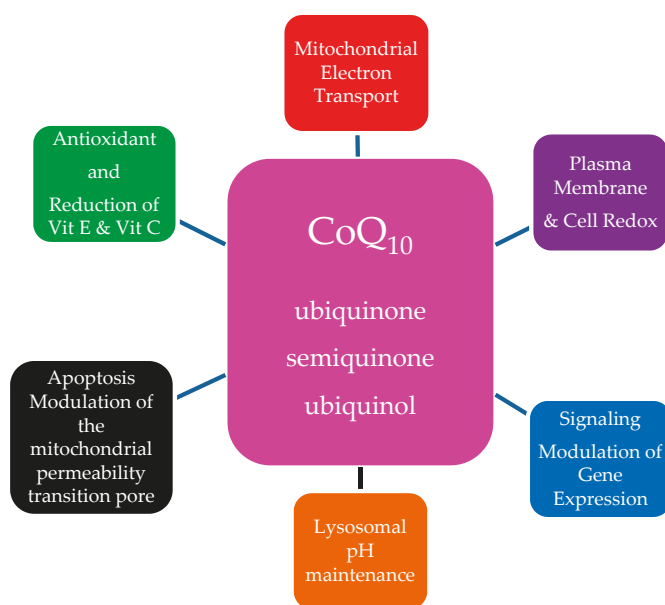 Mitochondrial
Electron
Transport
Antioxidant
and
Reduction of
Vit E & Vit C
Plasma
Membrane
& Cell Redox
CoQ₁₀
ubiquinone
semiquinone
ubiquinol
Apoptosis
Modulation of
the
mitochondrial
permeability
transition pore
Signaling
Modulation of
Gene
Expression
Lysosomal
pH
maintenance